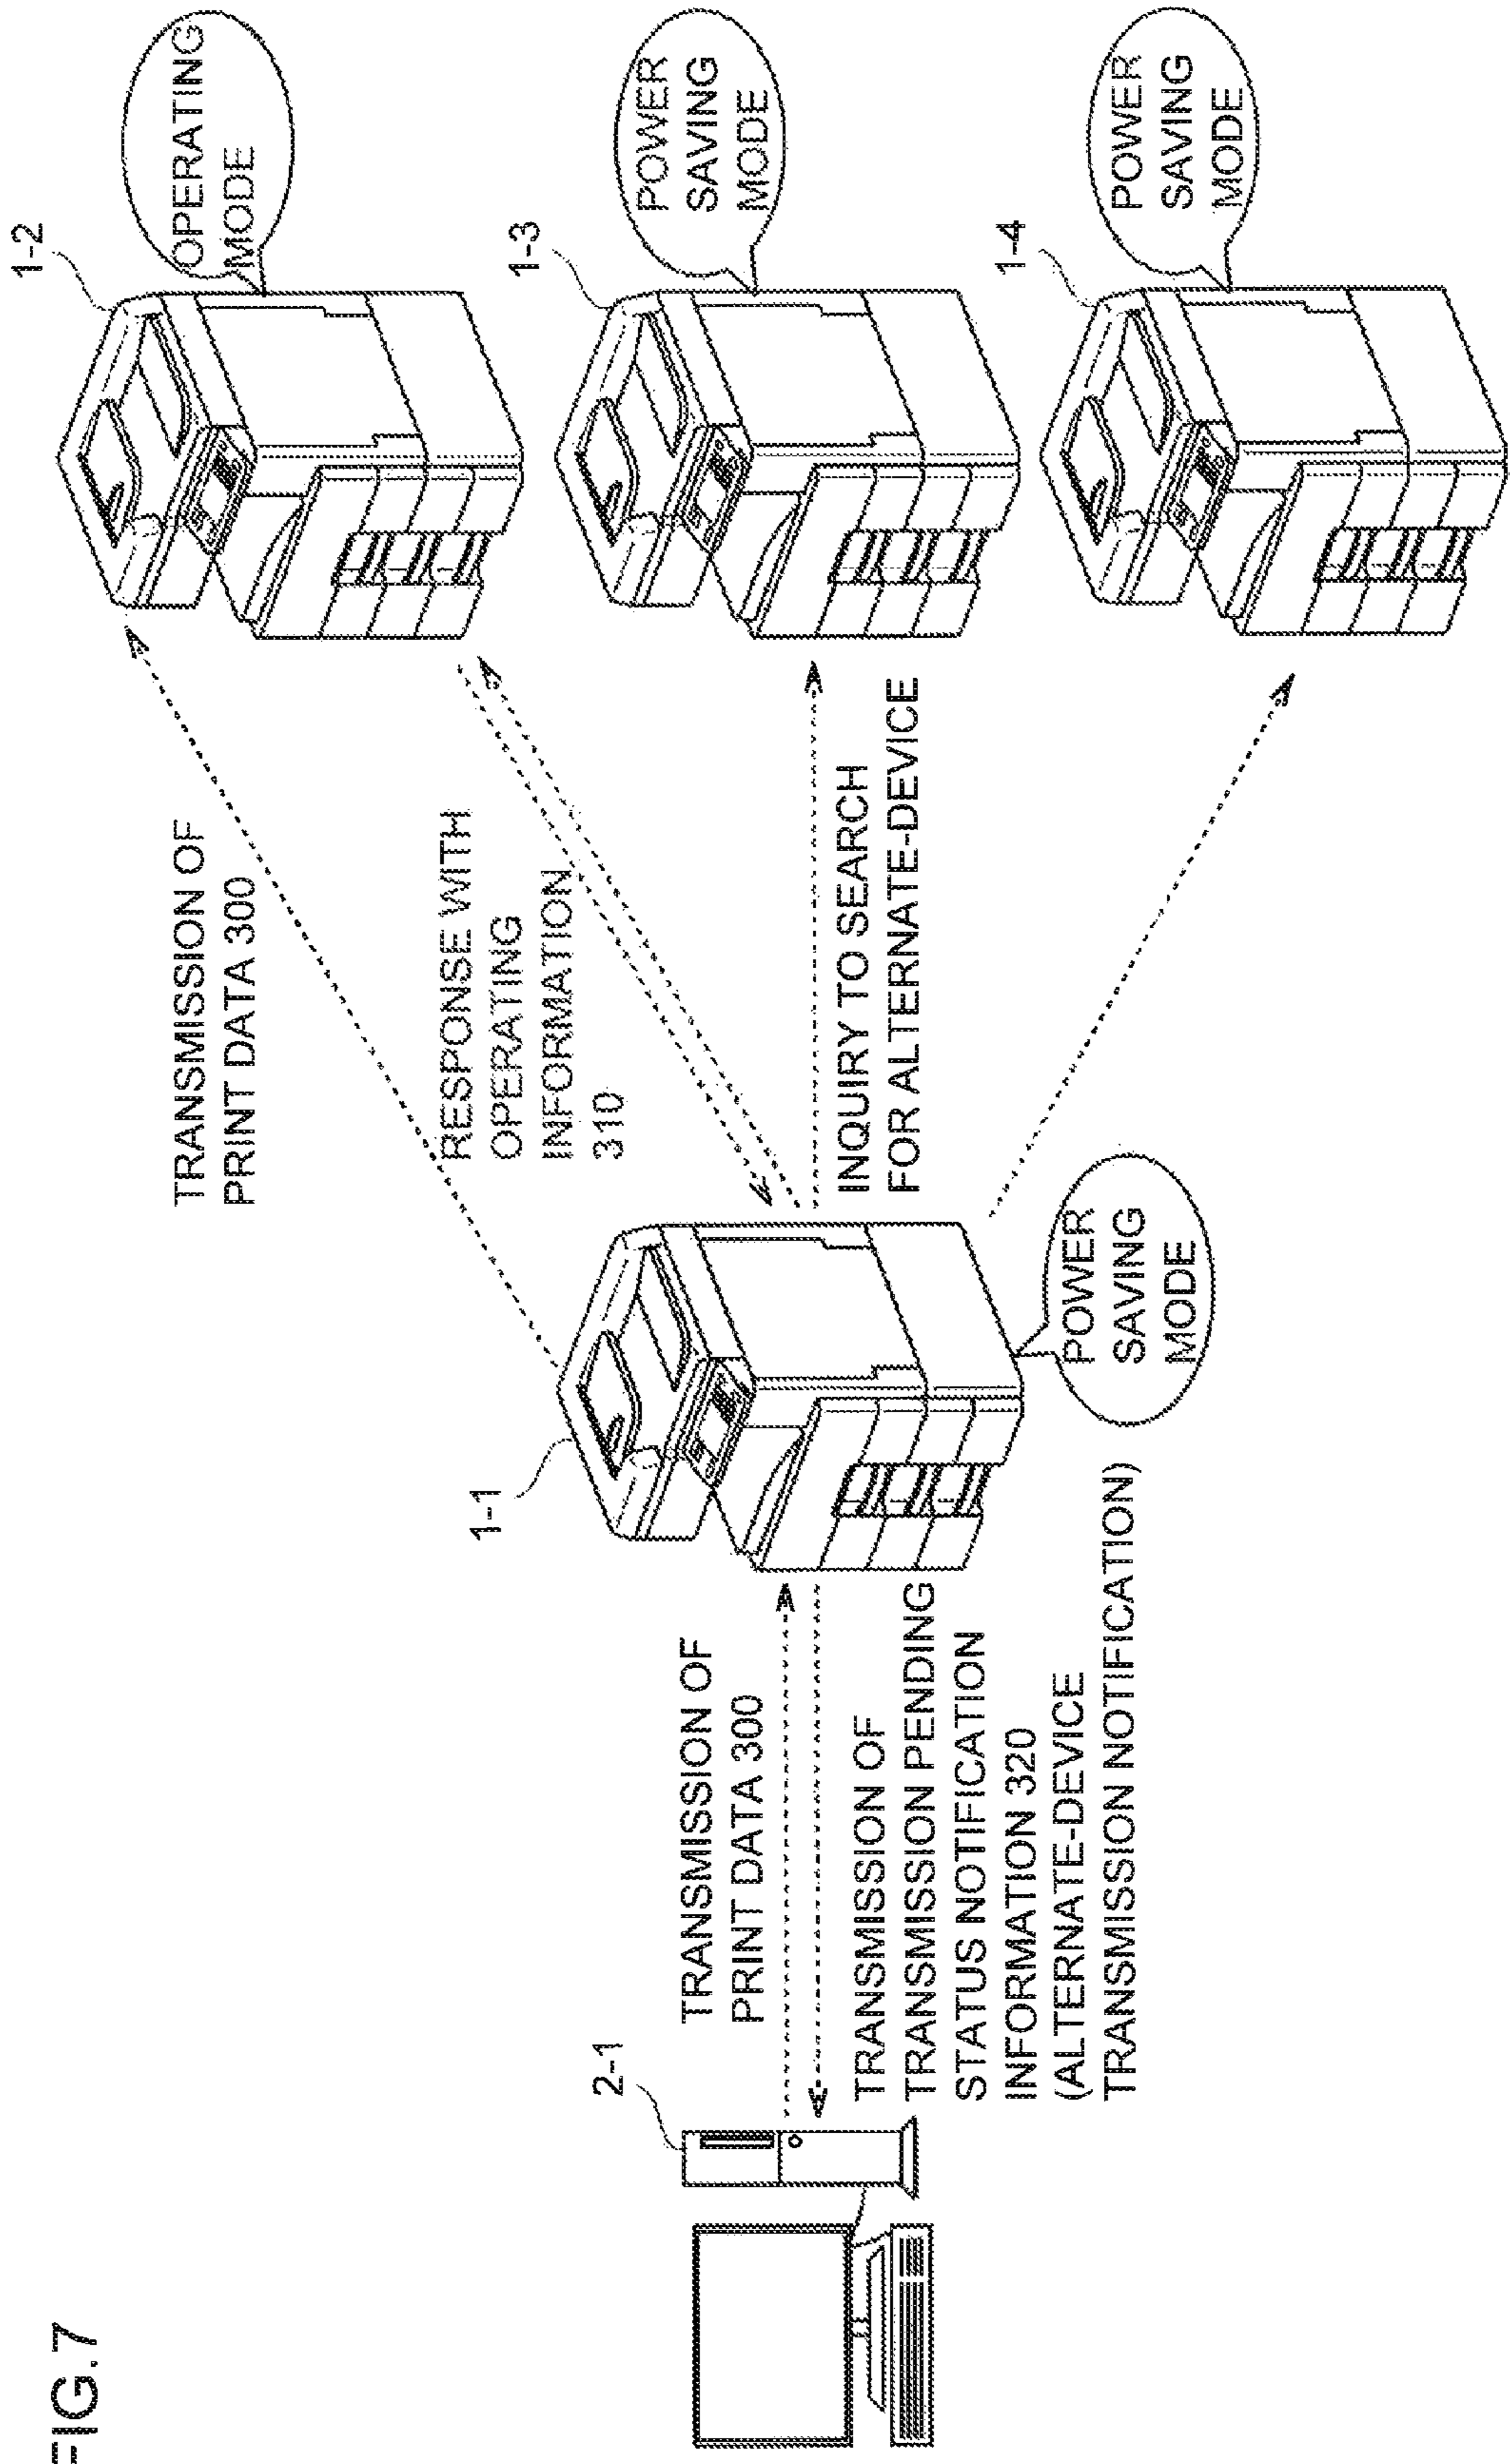 FIG.7
2-1
TRANSMISSION OF
PRINT DATA 300
TRANSMISSION OF
TRANSMISSION PENDING
STATUS NOTIFICATION
INFORMATION 320
(ALTERNATE-DEVICE
TRANSMISSION NOTIFICATION)
1-1
POWER
SAVING
MODE
TRANSMISSION OF
PRINT DATA 300
RESPONSE WITH
OPERATING
INFORMATION
310
INQUIRY TO SEARCH
FOR ALTERNATE-DEVICE
1-2
OPERATING
MODE
1-3
POWER
SAVING
MODE
1-4
POWER
SAVING
MODE